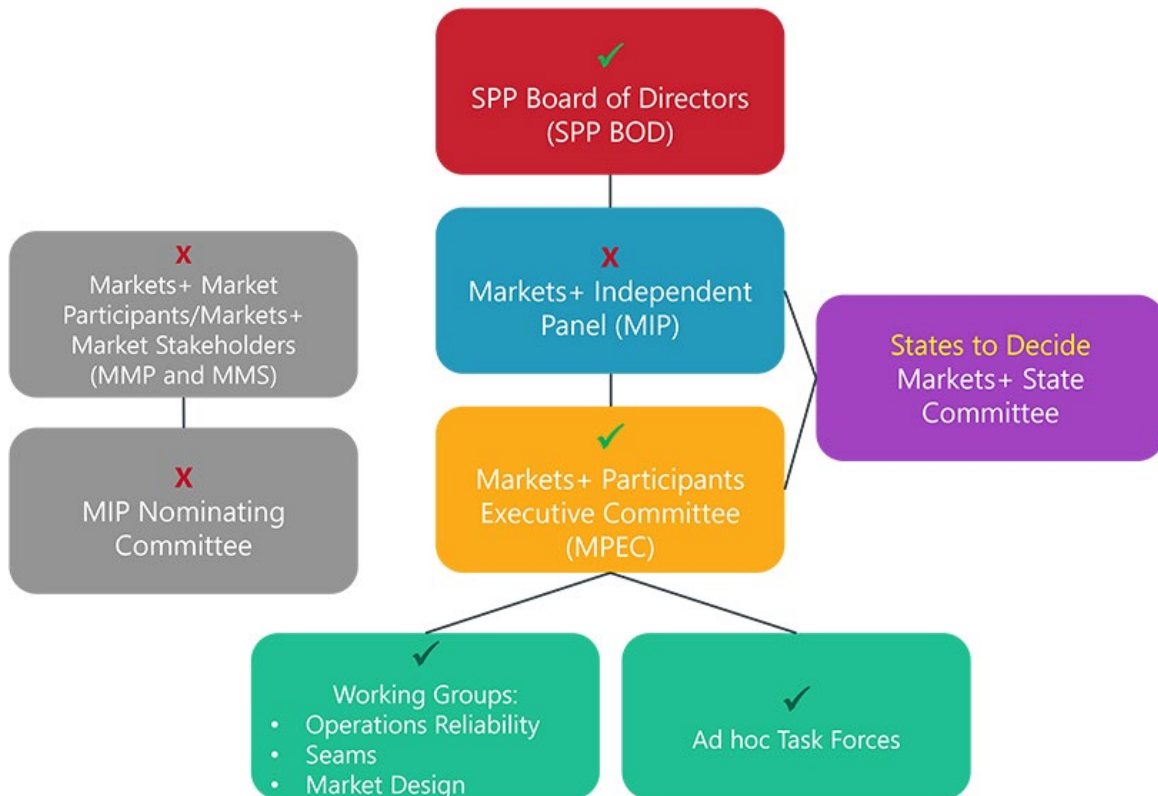 ✓
SPP Board of Directors
(SPP BOD)
X
Markets+ Market
Participants/Markets+
Market Stakeholders
(MMP and MMS)
X
Markets+ Independent
Panel (MIP)
States to Decide
Markets+ State
Committee
X
MIP Nominating
Committee
✓
Markets+ Participants
Executive Committee
(MPEC)
✓
Working Groups:
• Operations Reliability
• Seams
• Market Design
✓
Ad hoc Task Forces